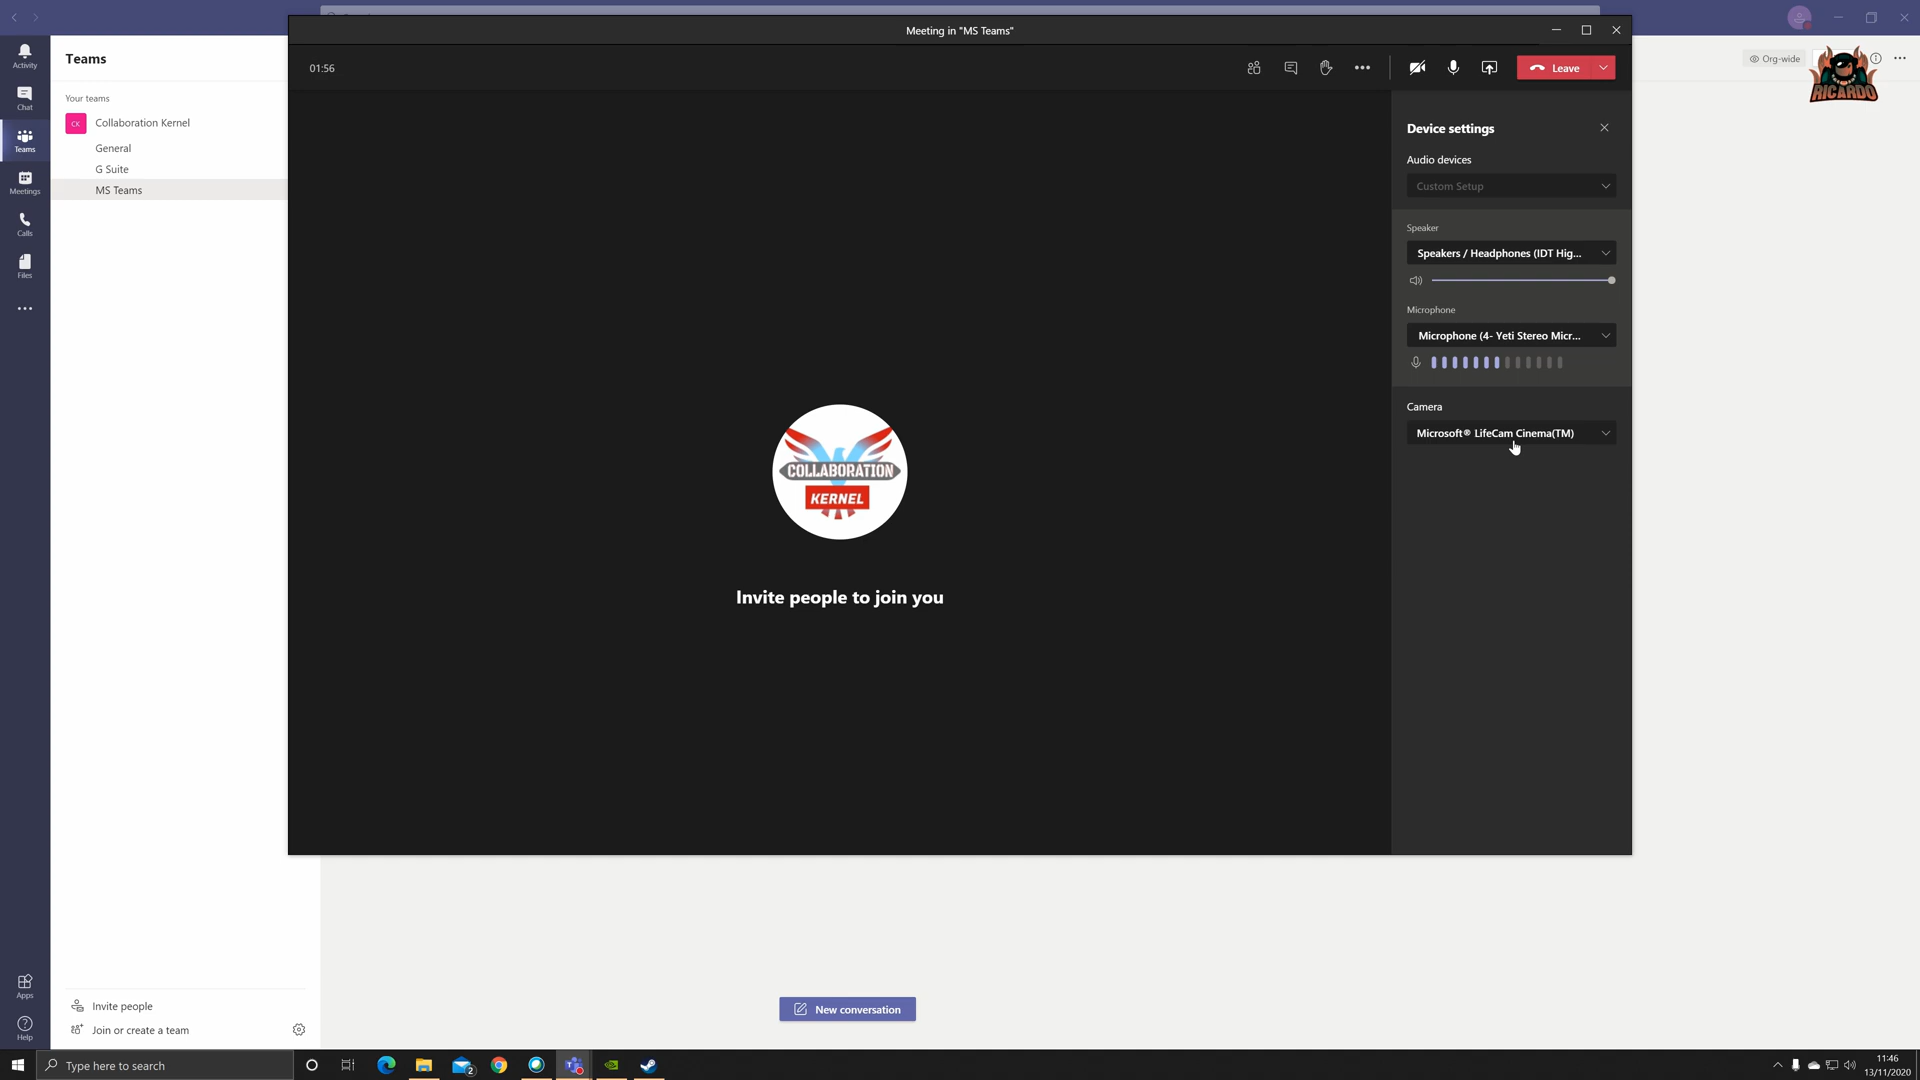 Meeting in "MS Teams"
Activity
Chat
Teams
Meetings
Calls
Files
Apps
Help
Teams
Your teams
CK Collaboration Kernel
General
G Suite
MS Teams
Invite people
Join or create a team
01:56
Leave
Org-wide
RICARDO
COLLABORATION
KERNEL
Invite people to join you
Device settings
Audio devices
Custom Setup
Speaker
Speakers / Headphones (IDT Hig...
Microphone
Microphone (4- Yeti Stereo Micr...
Camera
Microsoft® LifeCam Cinema(TM)
New conversation
Type here to search
2
11:46
13/11/2020